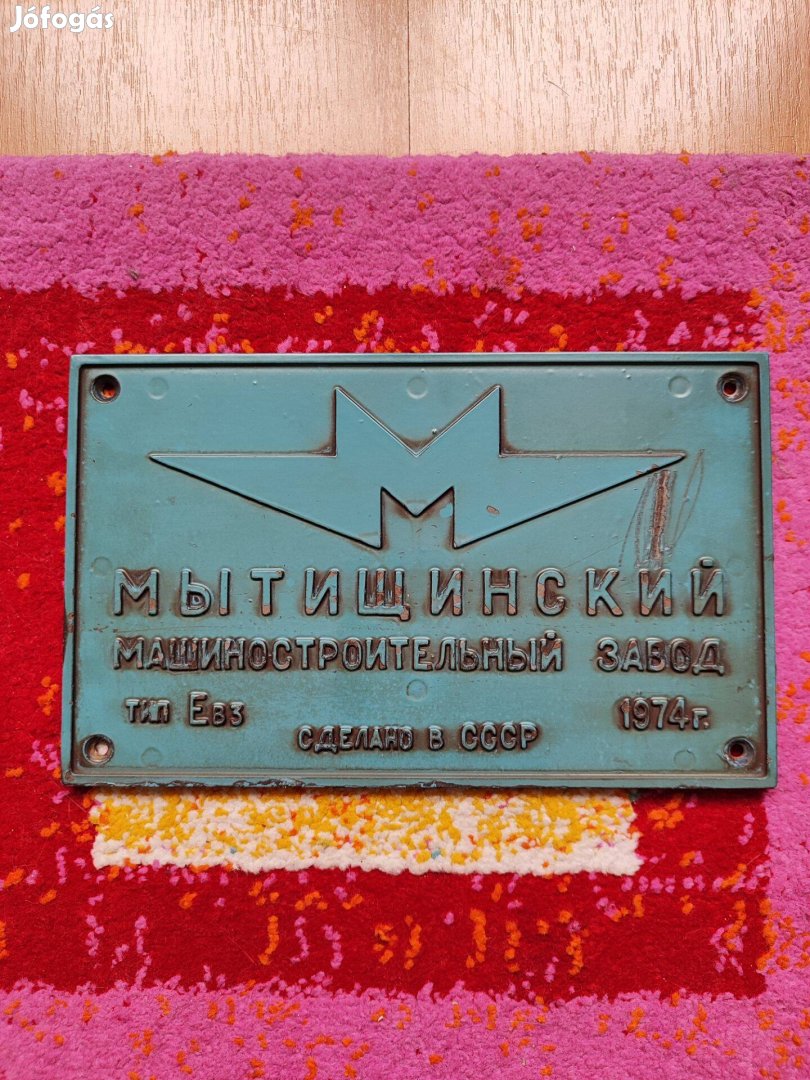 Jófogás
МЫТИЩИНСКИЙ
МАШИНОСТРОИТЕЛЬНЫЙ ЗАВОД
тип Ев3 1974г.
СДЕЛАНО В СССР